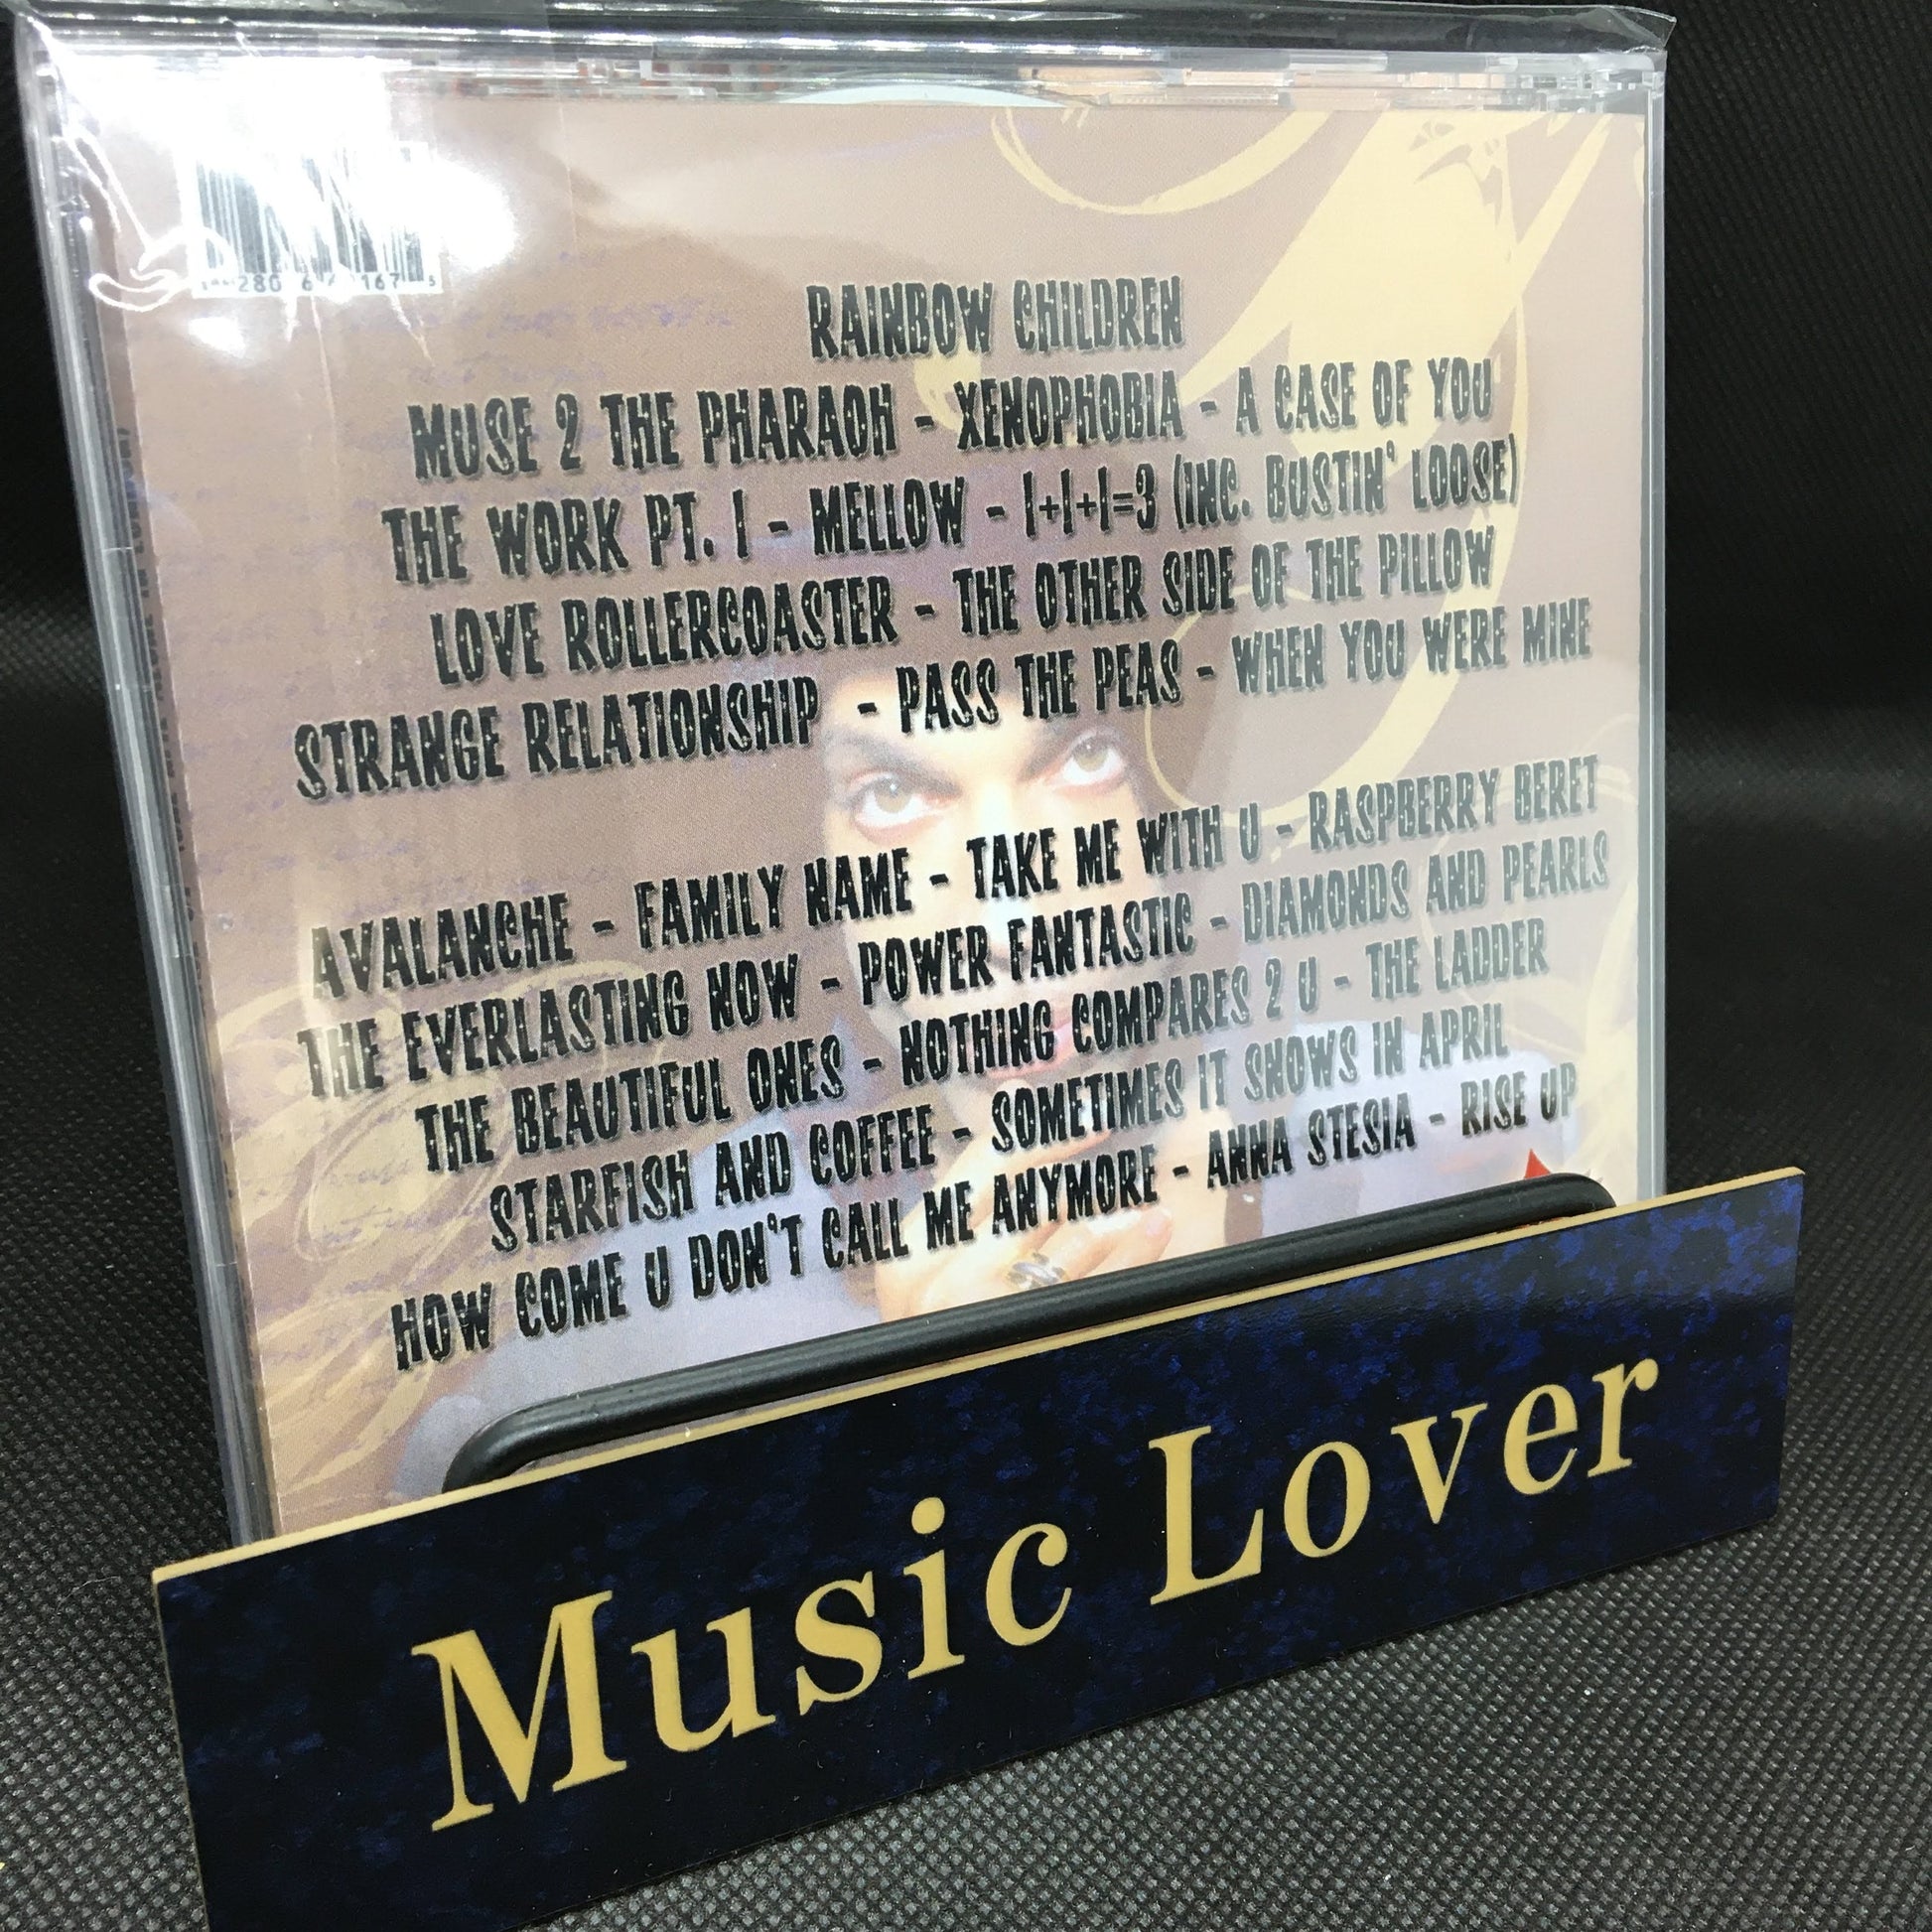 RAINBOW CHILDREN
MUSE 2 THE PHARAOH - XENOPHOBIA - A CASE OF YOU
THE WORK PT. 1 - MELLOW - 1+1+1=3 (INC. BUSTIN' LOOSE)
LOVE ROLLERCOASTER - THE OTHER SIDE OF THE PILLOW
STRANGE RELATIONSHIP - PASS THE PEAS - WHEN YOU WERE MINE
AVALANCHE - FAMILY NAME - TAKE ME WITH U - RASPBERRY BERET
THE EVERLASTING NOW - POWER FANTASTIC - DIAMONDS AND PEARLS
THE BEAUTIFUL ONES - NOTHING COMPARES 2 U - THE LADDER
STARFISH AND COFFEE - SOMETIMES IT SNOWS IN APRIL
HOW COME U DON'T CALL ME ANYMORE - ANNA STESIA - RISE UP
Music Lover